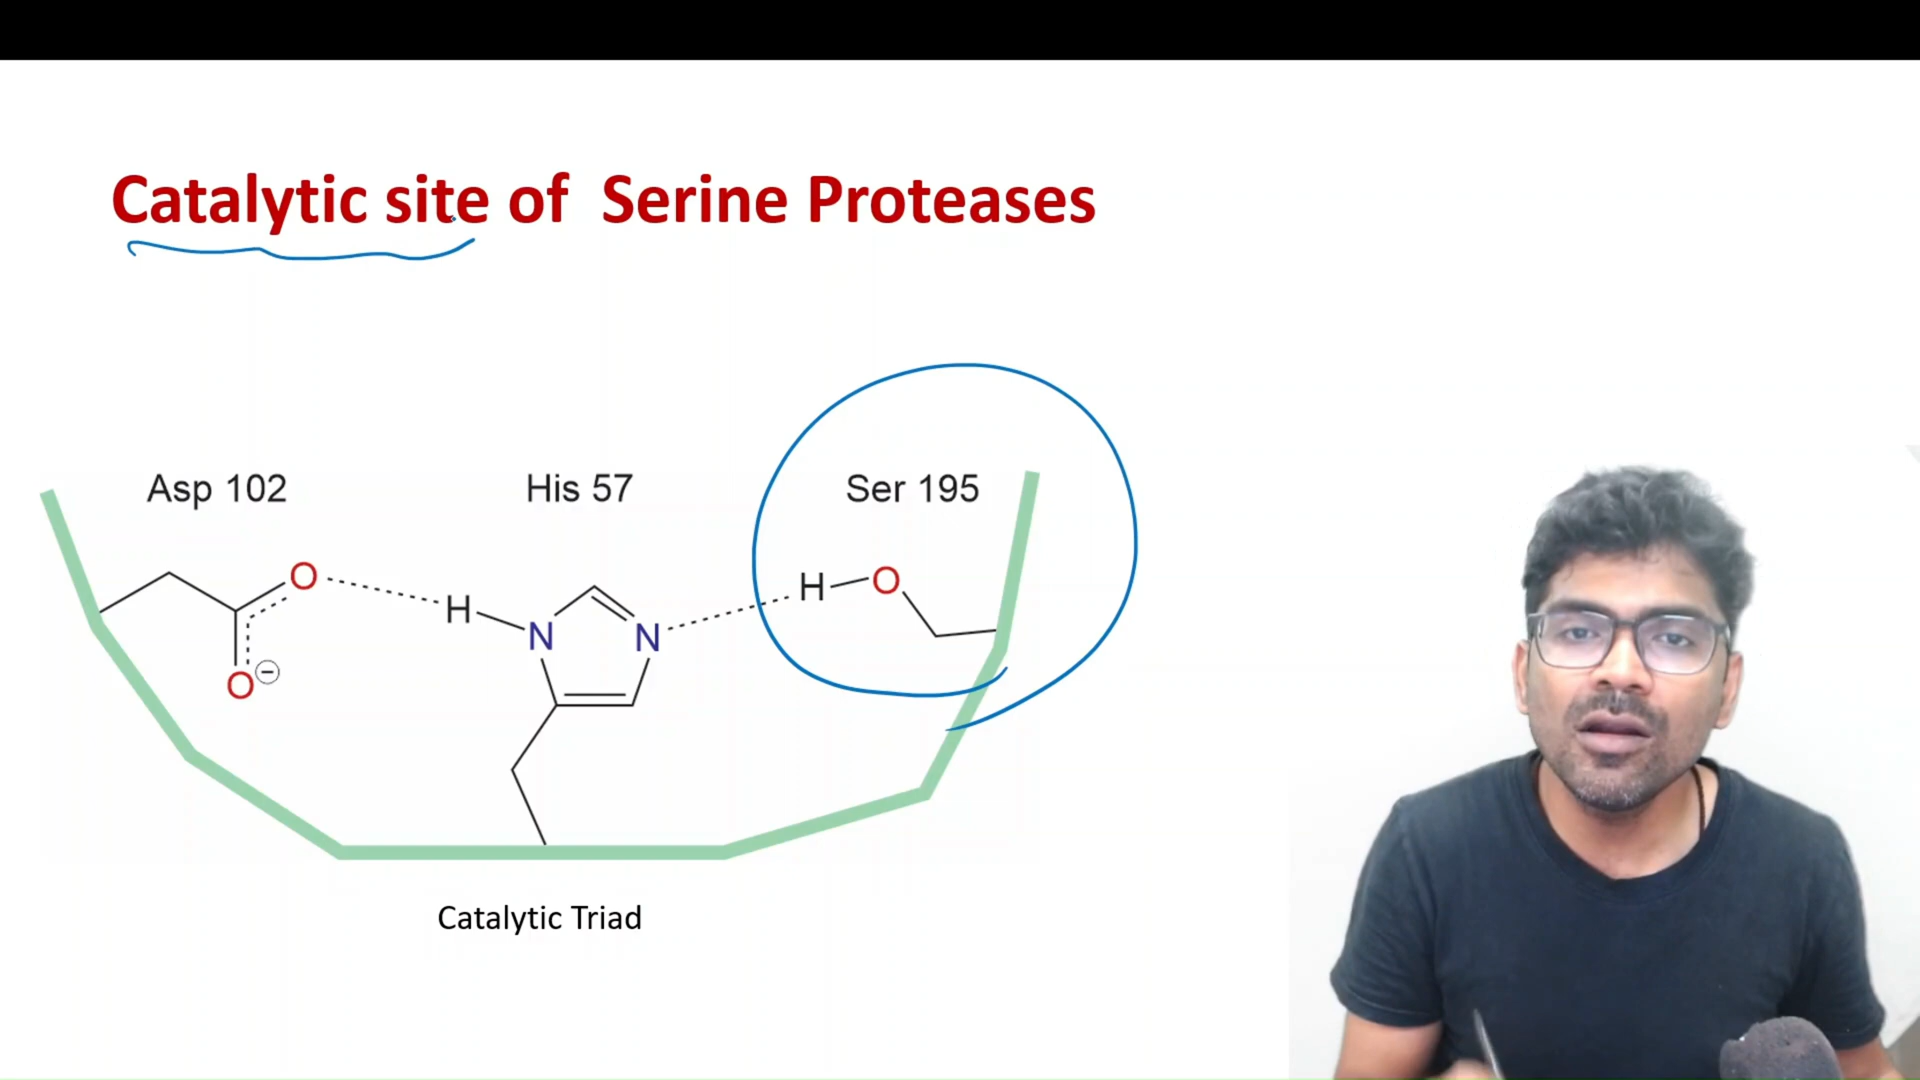 Catalytic site of Serine Proteases
Asp 102 His 57 Ser 195
O H N N H O
O⊖
Catalytic Triad